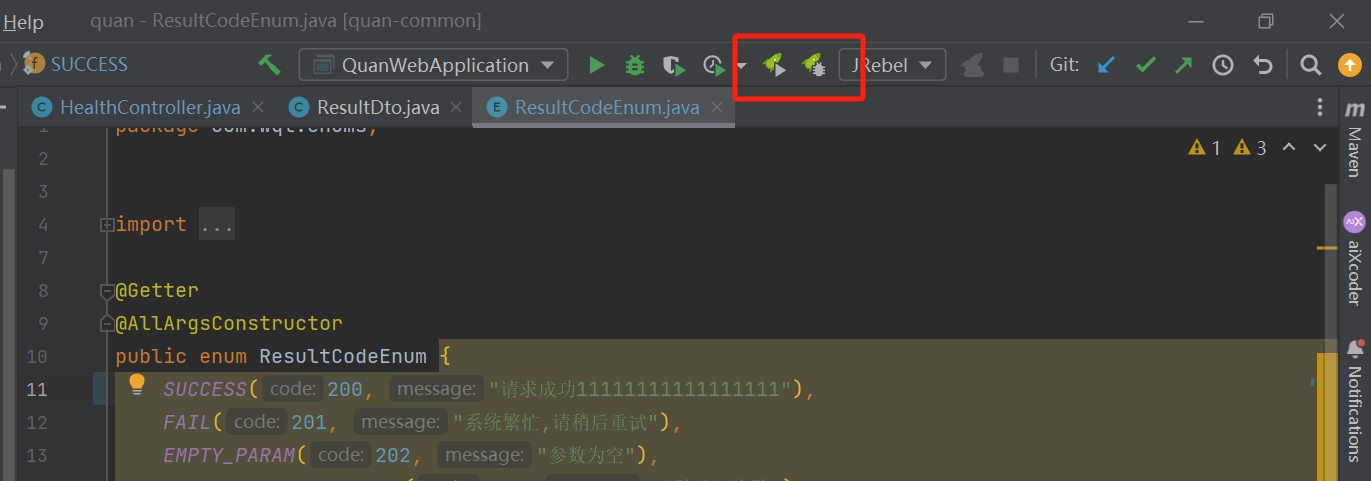 Help quan - ResultCodeEnum.java [quan-common]
SUCCESS QuanWebApplication JRebel Git:
HealthController.java ResultDto.java ResultCodeEnum.java
1 package com.wqt.enums;
1 3
2
3
4 import ...
7
8 @Getter
9 @AllArgsConstructor
10 public enum ResultCodeEnum {
11 SUCCESS( code: 200, message: "请求成功11111111111111111"),
12 FAIL( code: 201, message: "系统繁忙,请稍后重试"),
13 EMPTY_PARAM( code: 202, message: "参数为空"),
Maven
aiXcoder
Notifications